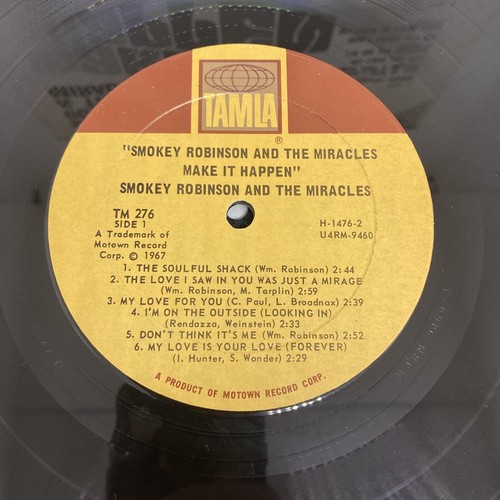 TAMLA
®
"SMOKEY ROBINSON AND THE MIRACLES
MAKE IT HAPPEN"
SMOKEY ROBINSON AND THE MIRACLES
TM 276
SIDE 1
A Trademark of
Motown Record
Corp. © 1967
H-1476-2
U4RM-9460
1. THE SOULFUL SHACK (Wm. Robinson) 2:44
2. THE LOVE I SAW IN YOU WAS JUST A MIRAGE
(Wm. Robinson, M. Tarplin) 2:59
3. MY LOVE FOR YOU (C. Paul, L. Broadnax) 2:39
4. I'M ON THE OUTSIDE (LOOKING IN)
(Rendazza, Weinstein) 2:33
5. DON'T THINK IT'S ME (Wm. Robinson) 2:52
6. MY LOVE IS YOUR LOVE (FOREVER)
(I. Hunter, S. Wonder) 2:29
A PRODUCT OF MOTOWN RECORD CORP.